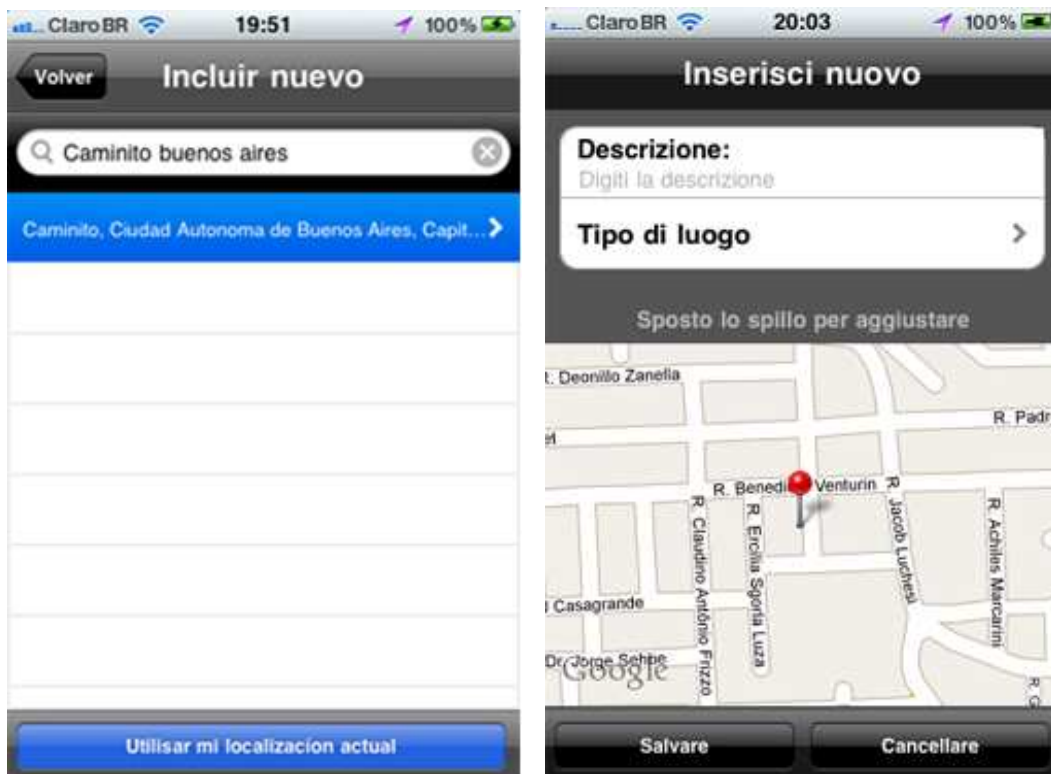 Claro BR 19:51 100%
Volver Incluir nuevo
Caminito buenos aires
Caminito, Ciudad Autonoma de Buenos Aires, Capit...
Utilisar mi localizacíon actual
Claro BR 20:03 100%
Inserisci nuovo
Descrizione:
Digiti la descrizione
Tipo di luogo
Sposto lo spillo per aggiustare
R. Deonillo Zanella
R. Padr
R. Benedi Venturin
R. Claudino Antônio Frizzo
R. Ercília Sgorla Luza
R. Jacob Luchesi
R. Achiles Marcarini
Casagrande
Dr. Jorge Sehbe
Google
R. G
Salvare Cancellare